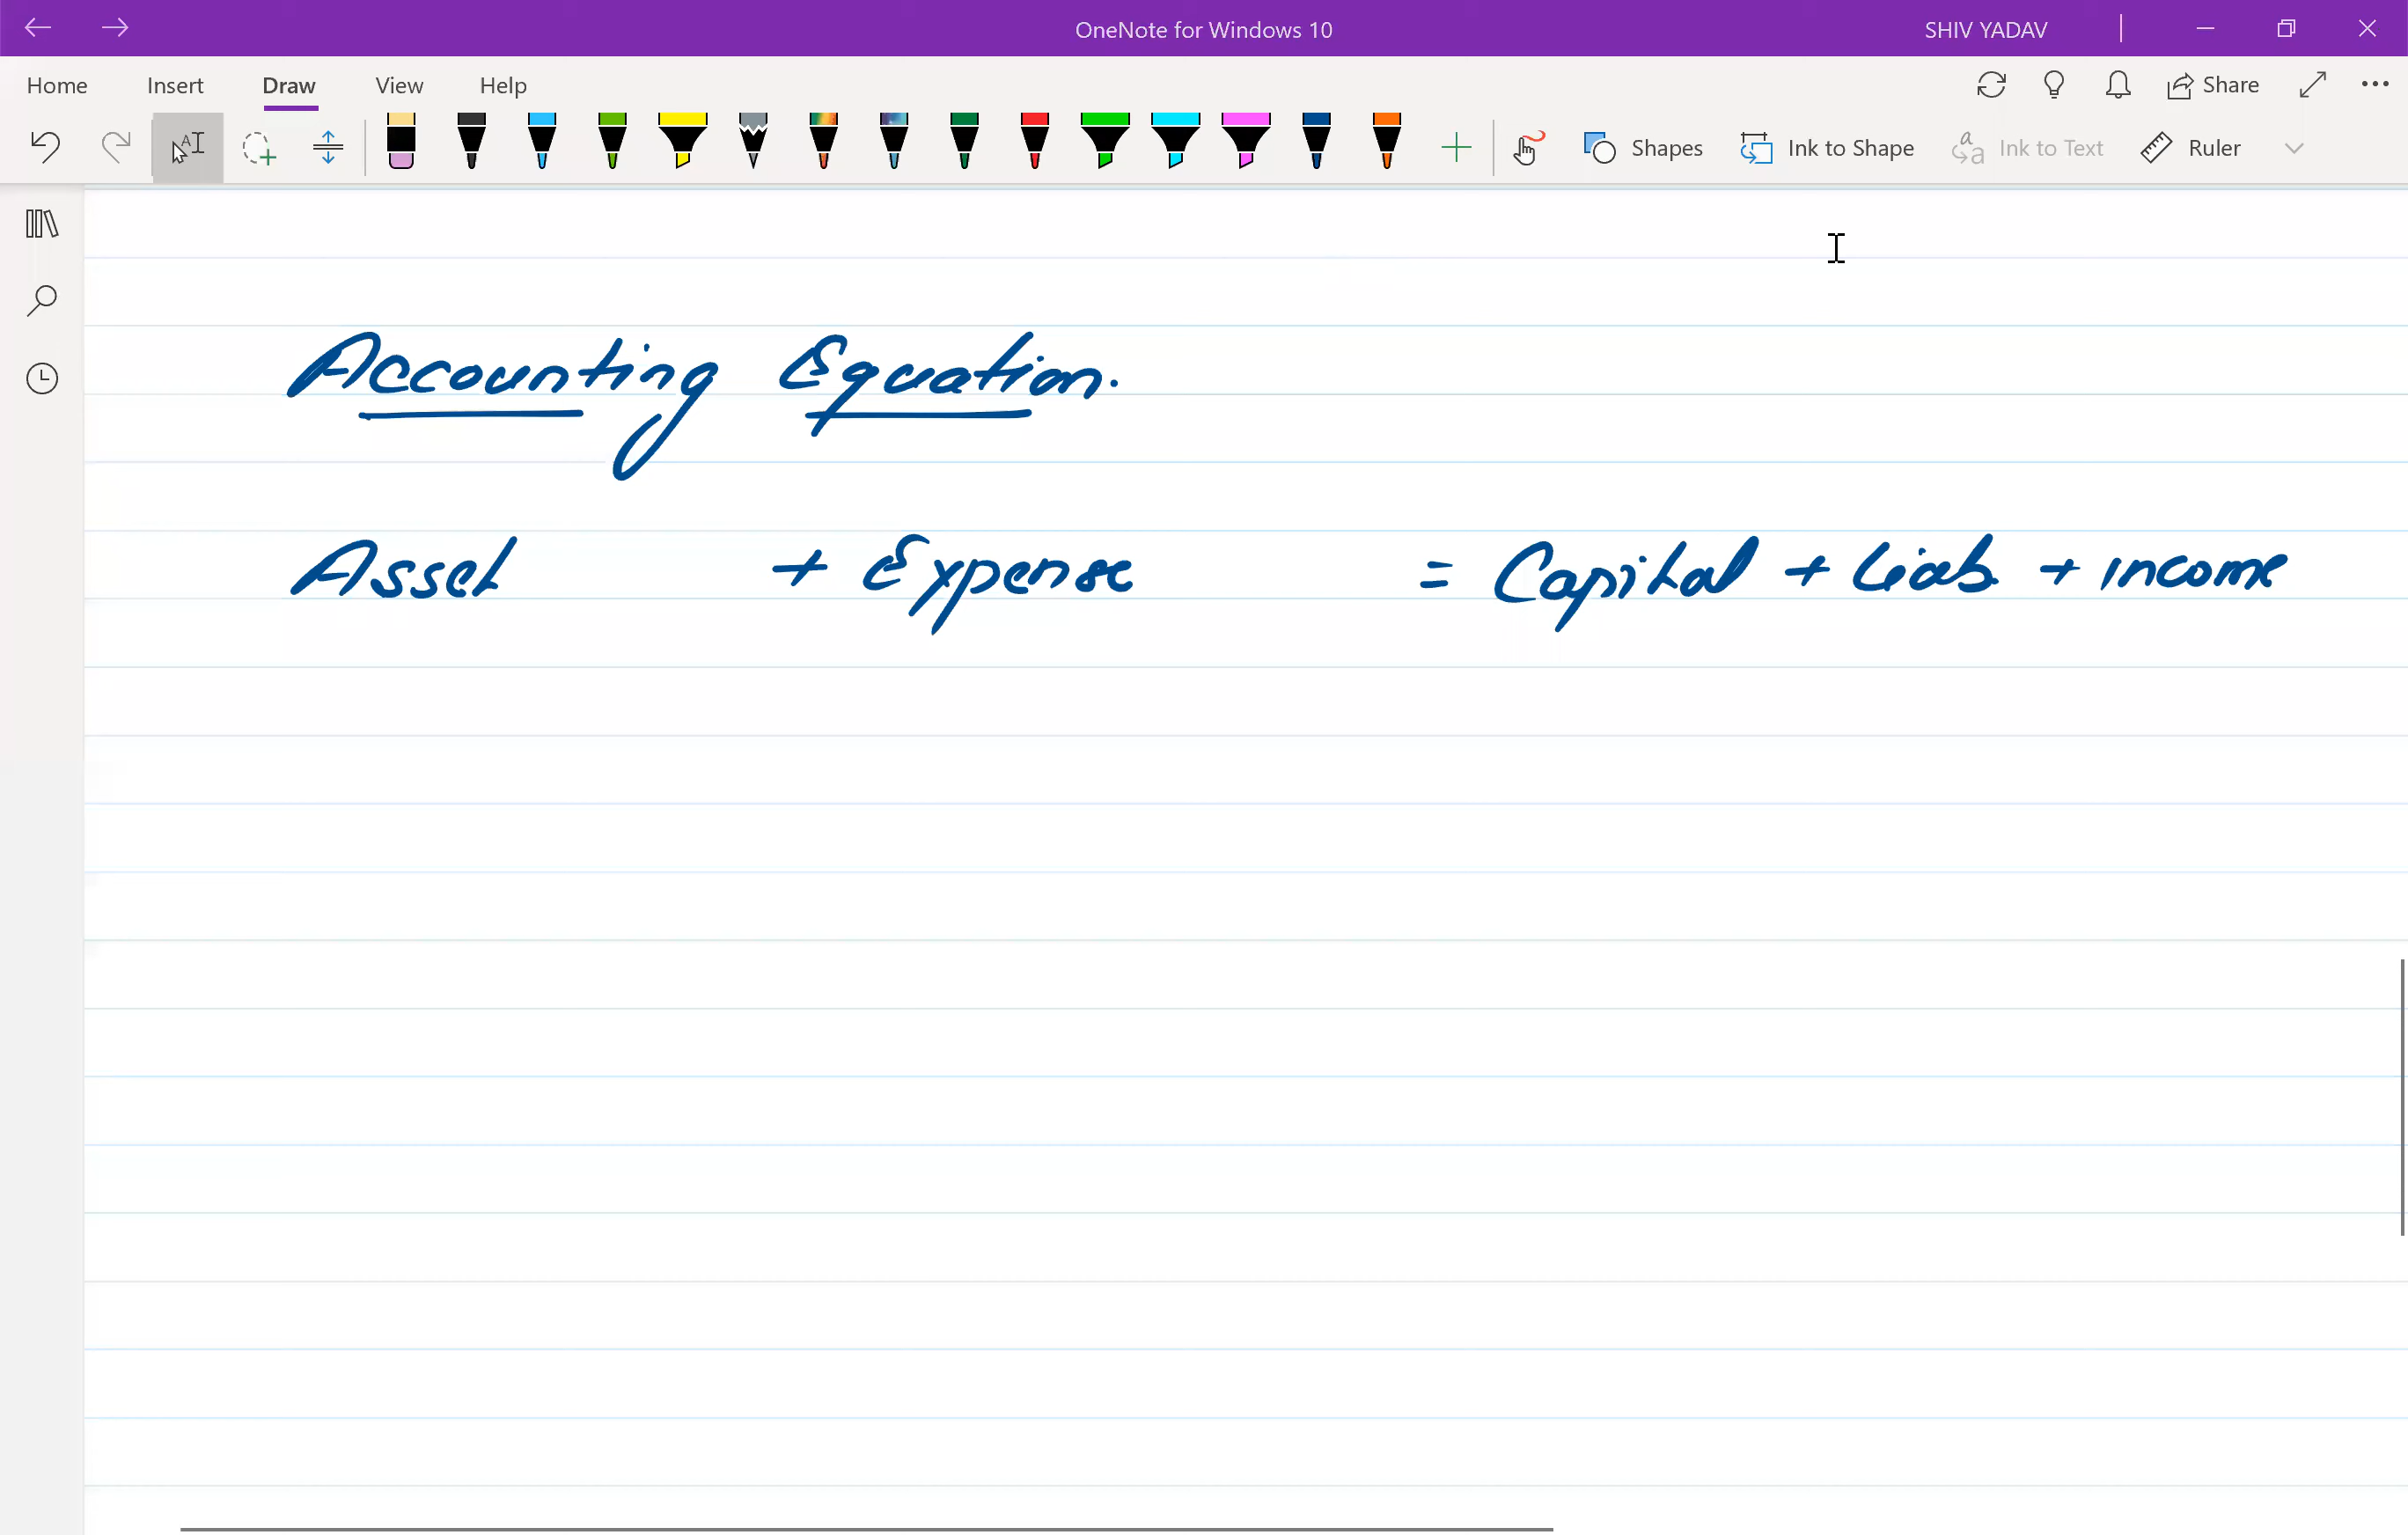 OneNote for Windows 10 SHIV YADAV
Home Insert Draw View Help Share
Shapes Ink to Shape Ink to Text Ruler
Accounting Equation.
Asset + Expense = Capital + Liab + income